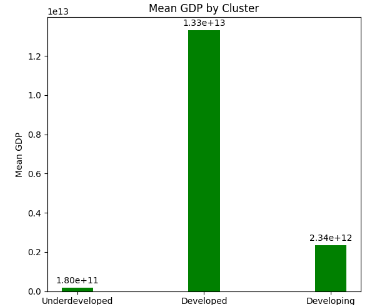 Mean GDP by Cluster
1e13
1.33e+13
1.2
1.0
0.8
Mean GDP
0.6
0.4
2.34e+12
0.2
1.80e+11
0.0
Underdeveloped Developed Developing